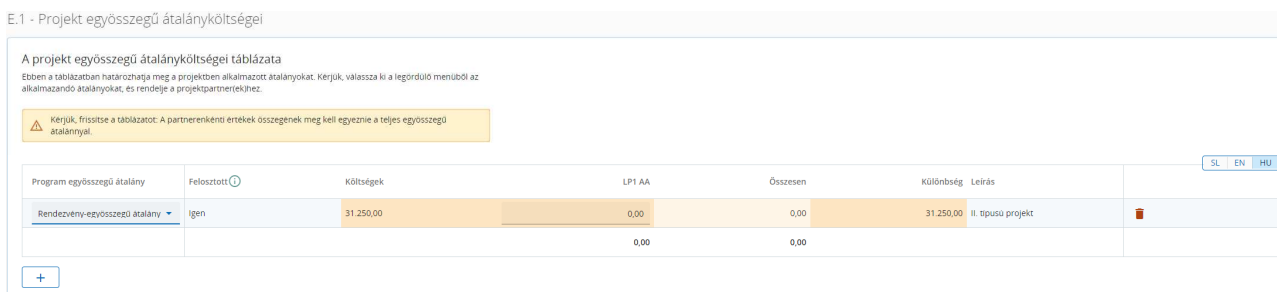 E.1 - Projekt egyösszegű átalányköltségei
A projekt egyösszegű átalányköltségei táblázata
Ebben a táblázatban határozhatja meg a projektben alkalmazott átalányokat. Kérjük, válassza ki a legördülő menüből az
alkalmazandó átalányokat, és rendelje a projektpartner(ek)hez.
Kérjük, frissítse a táblázatot: A partnerenkénti értékek összegének meg kell egyeznie a teljes egyösszegű
átalánnyal.
SL EN HU
Program egyösszegű átalány Felosztott Költségek LP1 AA Összesen Különbség Leírás
Rendezvény-egyösszegű átalány Igen 31.250,00 0,00 0,00 31.250,00 II. típusú projekt
0,00 0,00
+